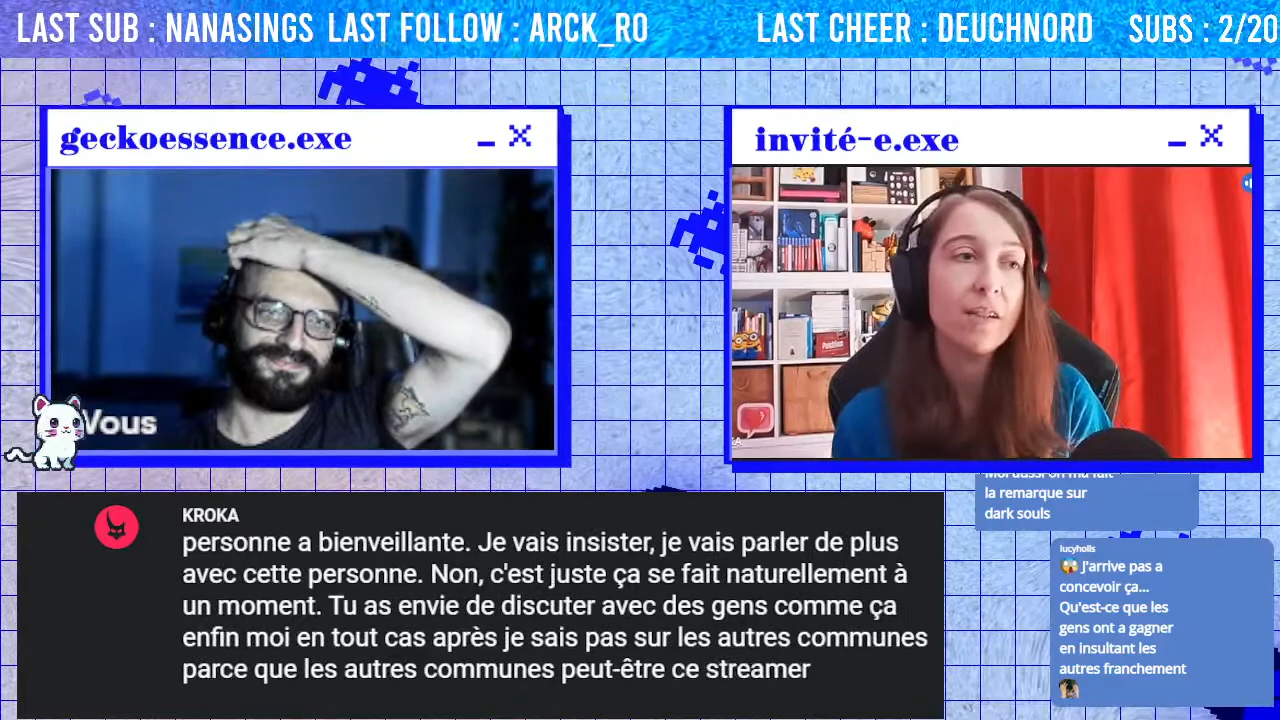 LAST SUB : NANASINGS LAST FOLLOW : ARCK_RO LAST CHEER : DEUCHNORD SUBS : 2/20
geckoessence.exe
invité-e.exe
Vous
KROKA
personne a bienveillante. Je vais insister, je vais parler de plus
avec cette personne. Non, c'est juste ça se fait naturellement à
un moment. Tu as envie de discuter avec des gens comme ça
enfin moi en tout cas après je sais pas sur les autres communes
parce que les autres communes peut-être ce streamer
Moi aussi on m'a fait
la remarque sur
dark souls
lucyholls
J'arrive pas a
concevoir ça...
Qu'est-ce que les
gens ont a gagner
en insultant les
autres franchement